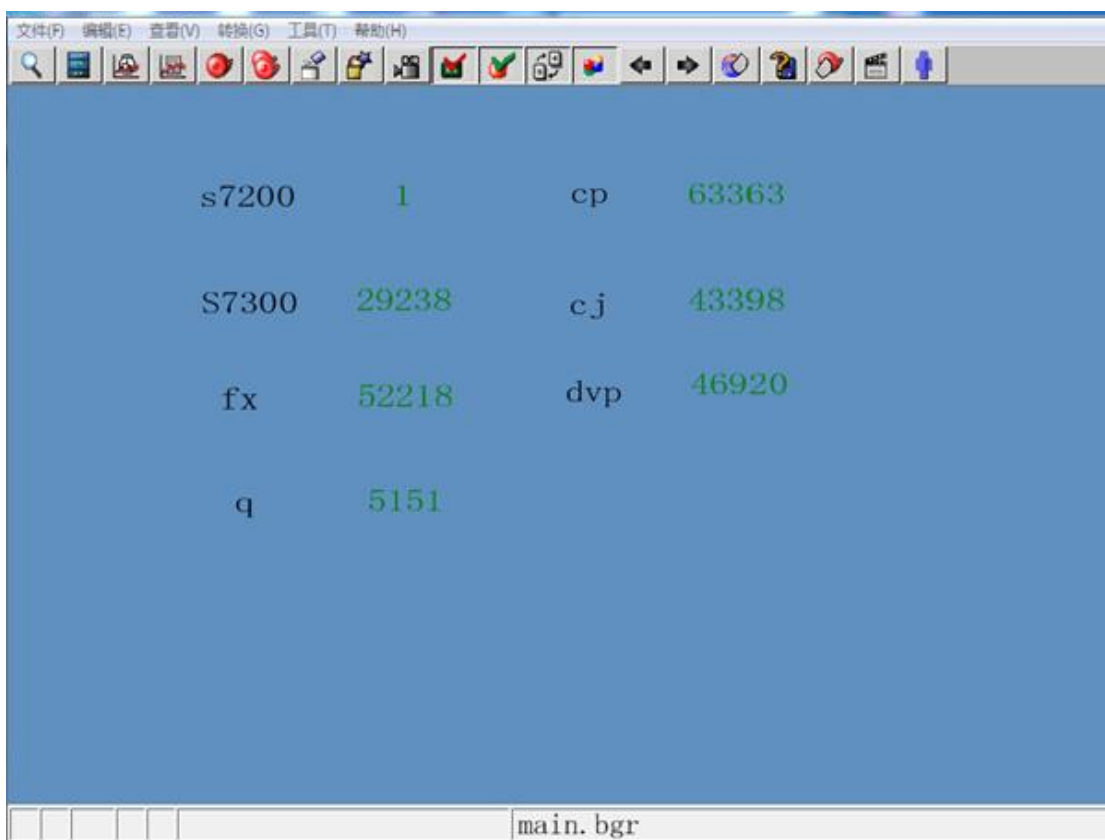 文件(F) 编辑(E) 查看(V) 转换(G) 工具(T) 帮助(H)
s7200 1 cp 63363
S7300 29238 cj 43398
fx 52218 dvp 46920
q 5151
main.bgr